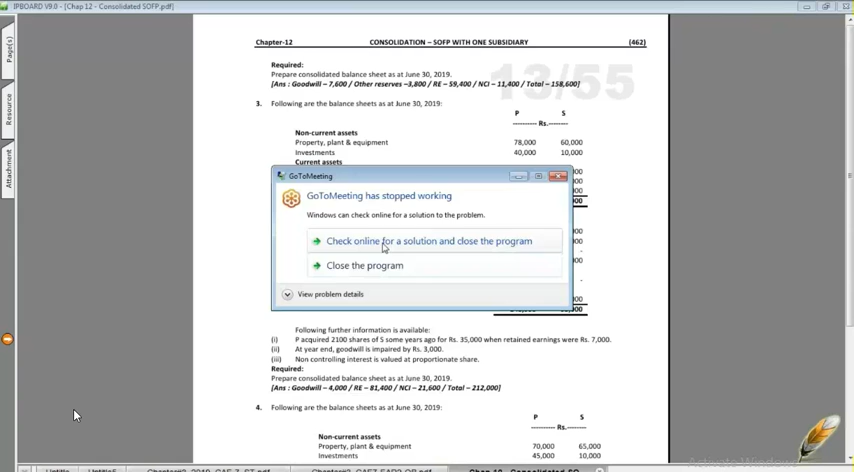 IPBOARD V9.0 - [Chap 12 - Consolidated SOFP.pdf]
Page(s)
Resource
Attachment
Chapter-12 CONSOLIDATION – SOFP WITH ONE SUBSIDIARY (462)
13/55
Required:
Prepare consolidated balance sheet as at June 30, 2019.
[Ans : Goodwill – 7,600 / Other reserves –3,800 / RE – 59,400 / NCI – 11,400 / Total – 158,600]
3. Following are the balance sheets as at June 30, 2019:
P S
---------- Rs.--------
Non-current assets
Property, plant & equipment 78,000 60,000
Investments 40,000 10,000
Current assets
GoToMeeting
GoToMeeting has stopped working
Windows can check online for a solution to the problem.
Check online for a solution and close the program
Close the program
View problem details
Following further information is available:
(i) P acquired 2100 shares of S some years ago for Rs. 35,000 when retained earnings were Rs. 7,000.
(ii) At year end, goodwill is impaired by Rs. 3,000.
(iii) Non controlling interest is valued at proportionate share.
Required:
Prepare consolidated balance sheet as at June 30, 2019.
[Ans : Goodwill – 4,000 / RE – 81,400 / NCI – 21,600 / Total – 212,000]
4. Following are the balance sheets as at June 30, 2019:
P S
---------- Rs.--------
Non-current assets
Property, plant & equipment 70,000 65,000
Investments 45,000 10,000
Activate Windows